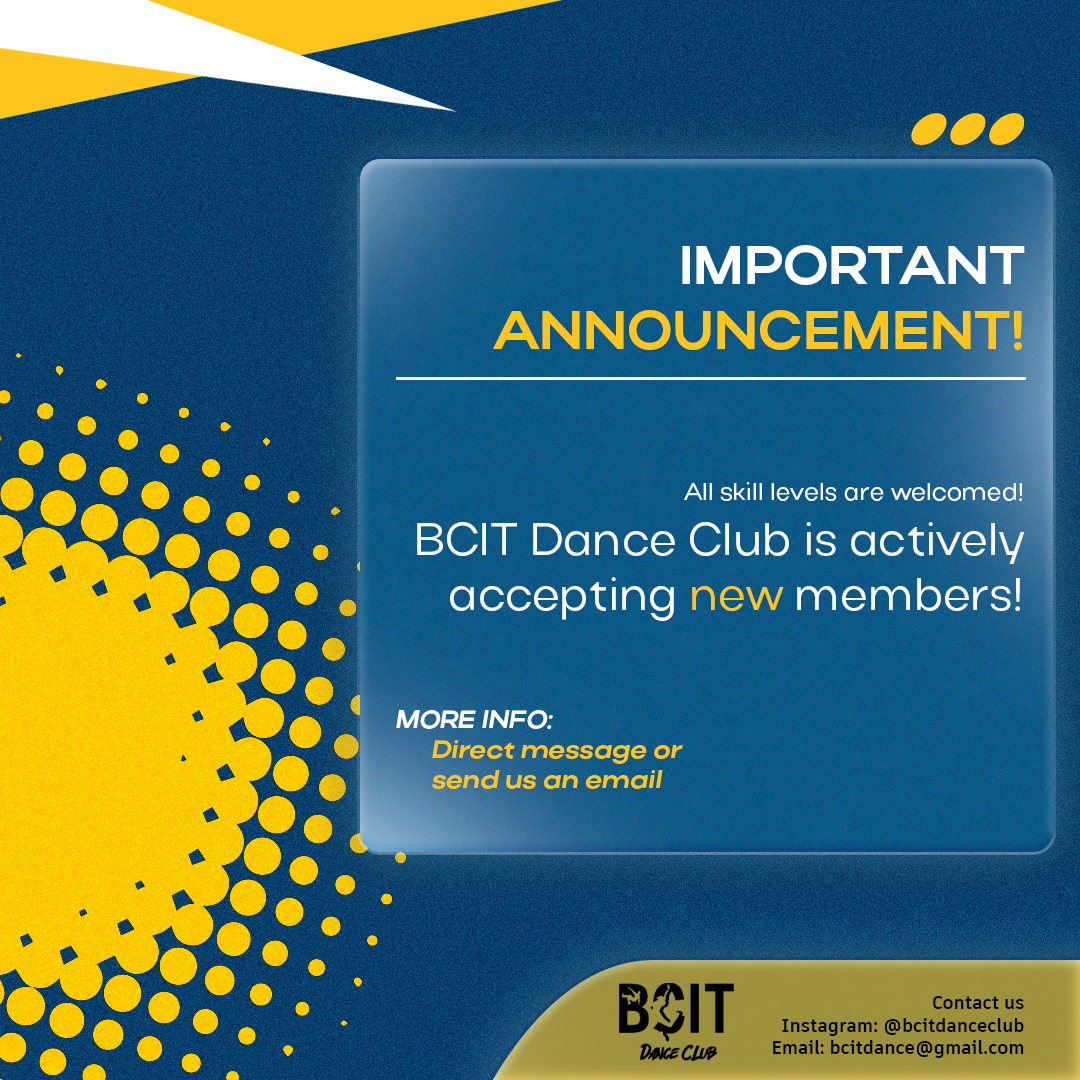 IMPORTANT
ANNOUNCEMENT!
All skill levels are welcomed!
BCIT Dance Club is actively
accepting new members!
MORE INFO:
Direct message or
send us an email
BCIT
DANCE CLUB
Contact us
Instagram: @bcitdanceclub
Email: bcitdance@gmail.com